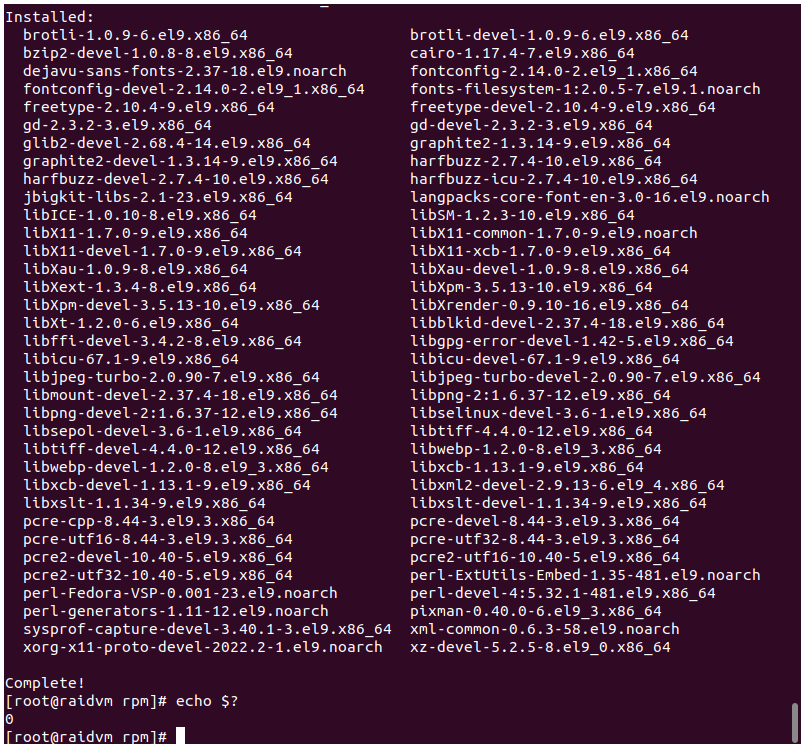 Installed:
brotli-1.0.9-6.el9.x86_64 brotli-devel-1.0.9-6.el9.x86_64
bzip2-devel-1.0.8-8.el9.x86_64 cairo-1.17.4-7.el9.x86_64
dejavu-sans-fonts-2.37-18.el9.noarch fontconfig-2.14.0-2.el9_1.x86_64
fontconfig-devel-2.14.0-2.el9_1.x86_64 fonts-filesystem-1:2.0.5-7.el9.1.noarch
freetype-2.10.4-9.el9.x86_64 freetype-devel-2.10.4-9.el9.x86_64
gd-2.3.2-3.el9.x86_64 gd-devel-2.3.2-3.el9.x86_64
glib2-devel-2.68.4-14.el9.x86_64 graphite2-1.3.14-9.el9.x86_64
graphite2-devel-1.3.14-9.el9.x86_64 harfbuzz-2.7.4-10.el9.x86_64
harfbuzz-devel-2.7.4-10.el9.x86_64 harfbuzz-icu-2.7.4-10.el9.x86_64
jbigkit-libs-2.1-23.el9.x86_64 langpacks-core-font-en-3.0-16.el9.noarch
libICE-1.0.10-8.el9.x86_64 libSM-1.2.3-10.el9.x86_64
libX11-1.7.0-9.el9.x86_64 libX11-common-1.7.0-9.el9.noarch
libX11-devel-1.7.0-9.el9.x86_64 libX11-xcb-1.7.0-9.el9.x86_64
libXau-1.0.9-8.el9.x86_64 libXau-devel-1.0.9-8.el9.x86_64
libXext-1.3.4-8.el9.x86_64 libXpm-3.5.13-10.el9.x86_64
libXpm-devel-3.5.13-10.el9.x86_64 libXrender-0.9.10-16.el9.x86_64
libXt-1.2.0-6.el9.x86_64 libblkid-devel-2.37.4-18.el9.x86_64
libffi-devel-3.4.2-8.el9.x86_64 libgpg-error-devel-1.42-5.el9.x86_64
libicu-67.1-9.el9.x86_64 libicu-devel-67.1-9.el9.x86_64
libjpeg-turbo-2.0.90-7.el9.x86_64 libjpeg-turbo-devel-2.0.90-7.el9.x86_64
libmount-devel-2.37.4-18.el9.x86_64 libpng-2:1.6.37-12.el9.x86_64
libpng-devel-2:1.6.37-12.el9.x86_64 libselinux-devel-3.6-1.el9.x86_64
libsepol-devel-3.6-1.el9.x86_64 libtiff-4.4.0-12.el9.x86_64
libtiff-devel-4.4.0-12.el9.x86_64 libwebp-1.2.0-8.el9_3.x86_64
libwebp-devel-1.2.0-8.el9_3.x86_64 libxcb-1.13.1-9.el9.x86_64
libxcb-devel-1.13.1-9.el9.x86_64 libxml2-devel-2.9.13-6.el9_4.x86_64
libxslt-1.1.34-9.el9.x86_64 libxslt-devel-1.1.34-9.el9.x86_64
pcre-cpp-8.44-3.el9.3.x86_64 pcre-devel-8.44-3.el9.3.x86_64
pcre-utf16-8.44-3.el9.3.x86_64 pcre-utf32-8.44-3.el9.3.x86_64
pcre2-devel-10.40-5.el9.x86_64 pcre2-utf16-10.40-5.el9.x86_64
pcre2-utf32-10.40-5.el9.x86_64 perl-ExtUtils-Embed-1.35-481.el9.noarch
perl-Fedora-VSP-0.001-23.el9.noarch perl-devel-4:5.32.1-481.el9.x86_64
perl-generators-1.11-12.el9.noarch pixman-0.40.0-6.el9_3.x86_64
sysprof-capture-devel-3.40.1-3.el9.x86_64 xml-common-0.6.3-58.el9.noarch
xorg-x11-proto-devel-2022.2-1.el9.noarch xz-devel-5.2.5-8.el9_0.x86_64
Complete!
[root@raidvm rpm]# echo $?
0
[root@raidvm rpm]#